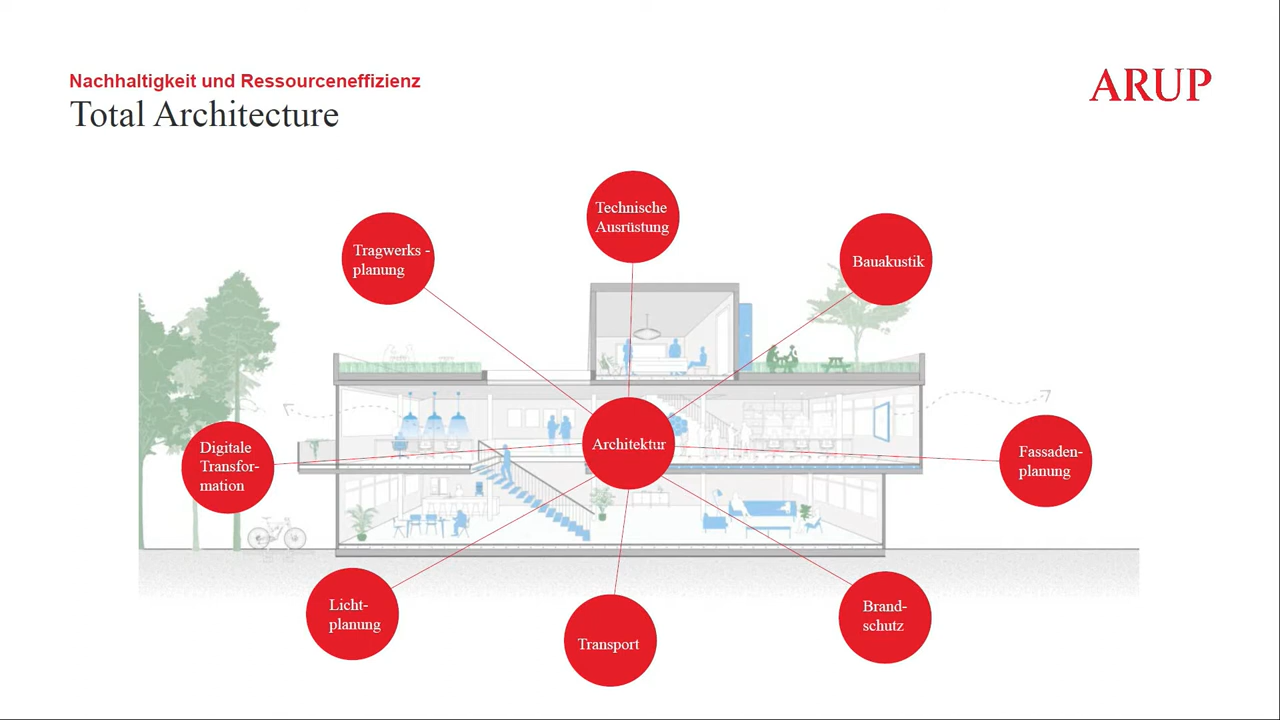 Nachhaltigkeit und Ressourceneffizienz
Total Architecture
ARUP
Technische
Ausrüstung
Tragwerks -
planung
Bauakustik
Architektur
Digitale
Transfor-
mation
Fassaden-
planung
Licht-
planung
Transport
Brand-
schutz